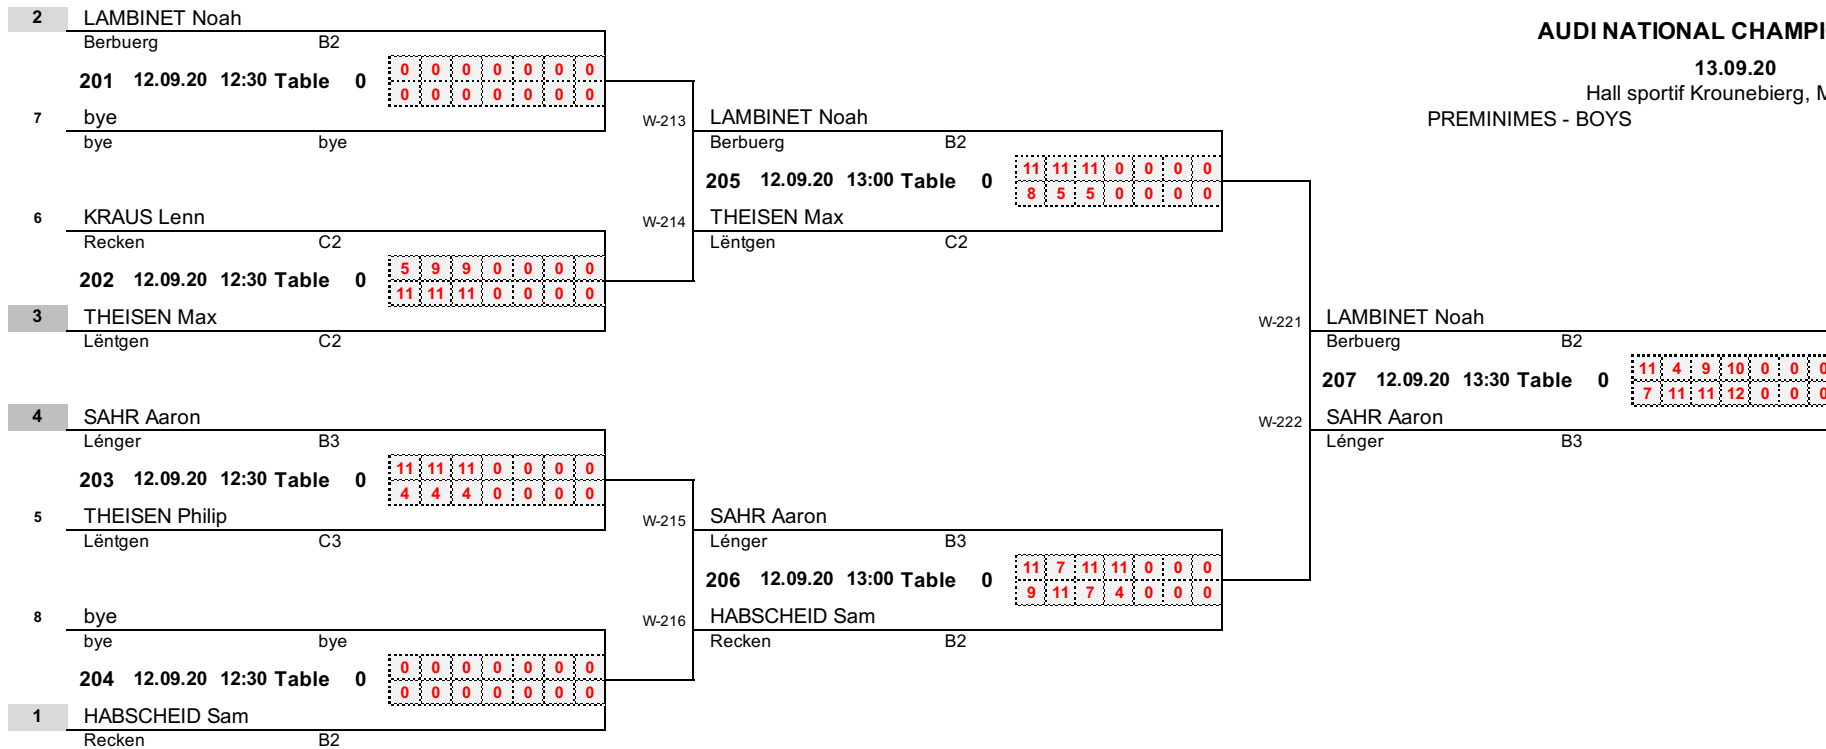 2 LAMBINET Noah
Berbuerg B2
201 12.09.20 12:30 Table 0
0 0 0 0 0 0 0
0 0 0 0 0 0 0
7 bye
bye bye
6 KRAUS Lenn
Recken C2
202 12.09.20 12:30 Table 0
5 9 9 0 0 0 0
11 11 11 0 0 0 0
3 THEISEN Max
Lëntgen C2
4 SAHR Aaron
Lénger B3
203 12.09.20 12:30 Table 0
11 11 11 0 0 0 0
4 4 4 0 0 0 0
5 THEISEN Philip
Lëntgen C3
8 bye
bye bye
204 12.09.20 12:30 Table 0
0 0 0 0 0 0 0
0 0 0 0 0 0 0
1 HABSCHEID Sam
Recken B2
W-213 LAMBINET Noah
Berbuerg B2
205 12.09.20 13:00 Table 0
11 11 11 0 0 0 0
8 5 5 0 0 0 0
W-214 THEISEN Max
Lëntgen C2
W-215 SAHR Aaron
Lénger B3
206 12.09.20 13:00 Table 0
11 7 11 11 0 0 0
9 11 7 4 0 0 0
W-216 HABSCHEID Sam
Recken B2
AUDI NATIONAL CHAMPI
13.09.20
Hall sportif Krounebierg, M
PREMINIMES - BOYS
W-221 LAMBINET Noah
Berbuerg B2
207 12.09.20 13:30 Table 0
11 4 9 10 0 0 0
7 11 11 12 0 0 0
W-222 SAHR Aaron
Lénger B3